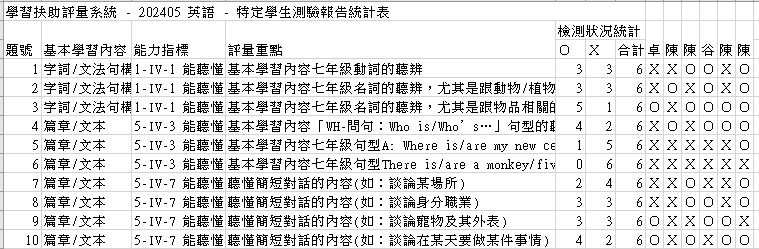 學習扶助評量系統 - 202405 英語 - 特定學生測驗報告統計表
檢測狀況統計
題號 基本學習內容 能力指標 評量重點 O X 合計 卓 陳 陳 谷 陳 陳
1 字詞/文法句構 1-IV-1 能聽懂 基本學習內容七年級動詞的聽辨 3 3 6 X X O O X O
2 字詞/文法句構 1-IV-1 能聽懂 基本學習內容七年級名詞的聽辨，尤其是跟動物/植物 3 3 6 X O X O X O
3 字詞/文法句構 1-IV-1 能聽懂 基本學習內容七年級名詞的聽辨，尤其是跟物品相關的 5 1 6 O X O O O O
4 篇章/文本 5-IV-3 能聽懂 基本學習內容「WH-問句：Who is/Who's…」句型的聽 4 2 6 X O X O O O
5 篇章/文本 5-IV-3 能聽懂 基本學習內容七年級句型A: Where is/are my new ce 1 5 6 X X X X X O
6 篇章/文本 5-IV-3 能聽懂 基本學習內容七年級句型There is/are a monkey/fiv 0 6 6 X X X X X X
7 篇章/文本 5-IV-7 能聽懂 聽懂簡短對話的內容(如：談論某場所) 2 4 6 X X O X X O
8 篇章/文本 5-IV-7 能聽懂 聽懂簡短對話的內容(如：談論身分職業) 3 3 6 X X O O X O
9 篇章/文本 5-IV-7 能聽懂 聽懂簡短對話的內容(如：談論寵物及其外表) 3 3 6 O X O X O X
10 篇章/文本 5-IV-7 能聽懂 聽懂簡短對話的內容(如：談論在某天要做某件事情) 4 2 6 O O X O X O